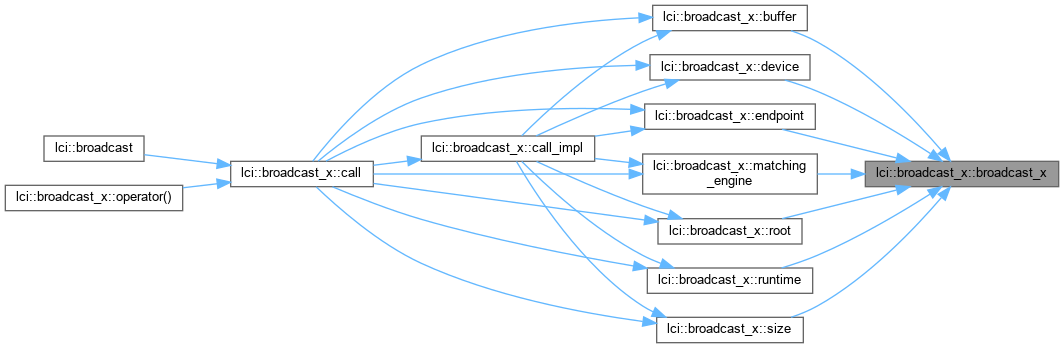 lci::broadcast_x::buffer
lci::broadcast_x::device
lci::broadcast_x::endpoint
lci::broadcast
lci::broadcast_x::call_impl
lci::broadcast_x::matching
_engine
lci::broadcast_x::call
lci::broadcast_x::broadcast_x
lci::broadcast_x::operator()
lci::broadcast_x::root
lci::broadcast_x::runtime
lci::broadcast_x::size